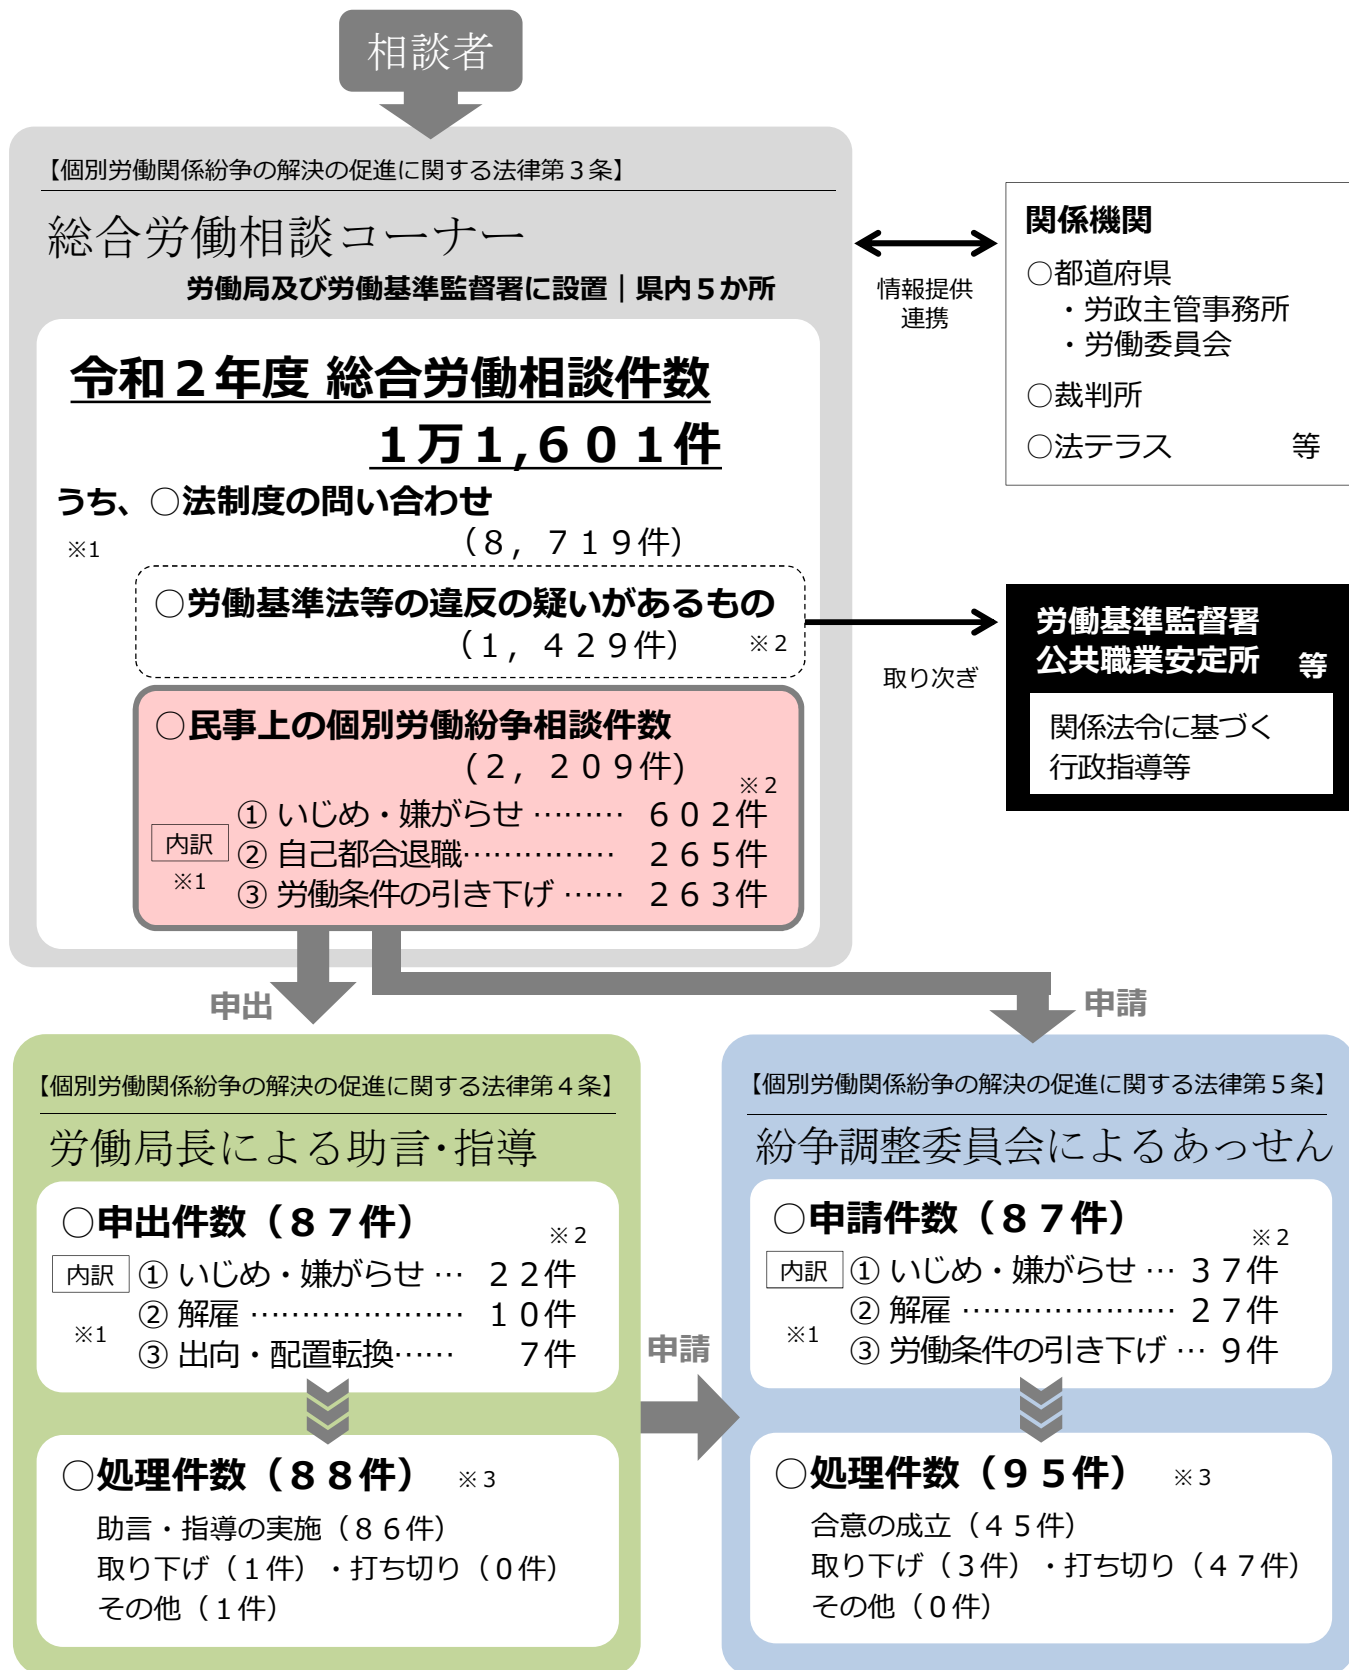 相談者
【個別労働関係紛争の解決の促進に関する法律第３条】
総合労働相談コーナー
労働局及び労働基準監督署に設置｜県内５か所
令和２年度 総合労働相談件数
１万１,６０１件
うち、○法制度の問い合わせ
※1
（８，７１９件）
○労働基準法等の違反の疑いがあるもの
（１，４２９件）
※２
○民事上の個別労働紛争相談件数
(２，２０９件)
※２
内訳
※1
① いじめ・嫌がらせ ……… ６０２件
② 自己都合退職…………… ２６５件
③ 労働条件の引き下げ …… ２６３件
情報提供
連携
関係機関
○都道府県
・労政主管事務所
・労働委員会
○裁判所
○法テラス　　　等
取り次ぎ
労働基準監督署
公共職業安定所　等
関係法令に基づく
行政指導等
申出
申請
【個別労働関係紛争の解決の促進に関する法律第４条】
労働局長による助言･指導
○申出件数（８７件）
※２
内訳
※1
① いじめ・嫌がらせ … ２２件
② 解雇 ………………… １０件
③ 出向・配置転換…… ７件
○処理件数（８８件） ※３
助言・指導の実施（８６件）
取り下げ（１件）・打ち切り（０件）
その他（１件）
申請
【個別労働関係紛争の解決の促進に関する法律第５条】
紛争調整委員会によるあっせん
○申請件数（８７件）
※２
内訳
※1
① いじめ・嫌がらせ … ３７件
② 解雇 ………………… ２７件
③ 労働条件の引き下げ … ９件
○処理件数（９５件） ※３
合意の成立（４５件）
取り下げ（３件）・打ち切り（４７件）
その他（０件）